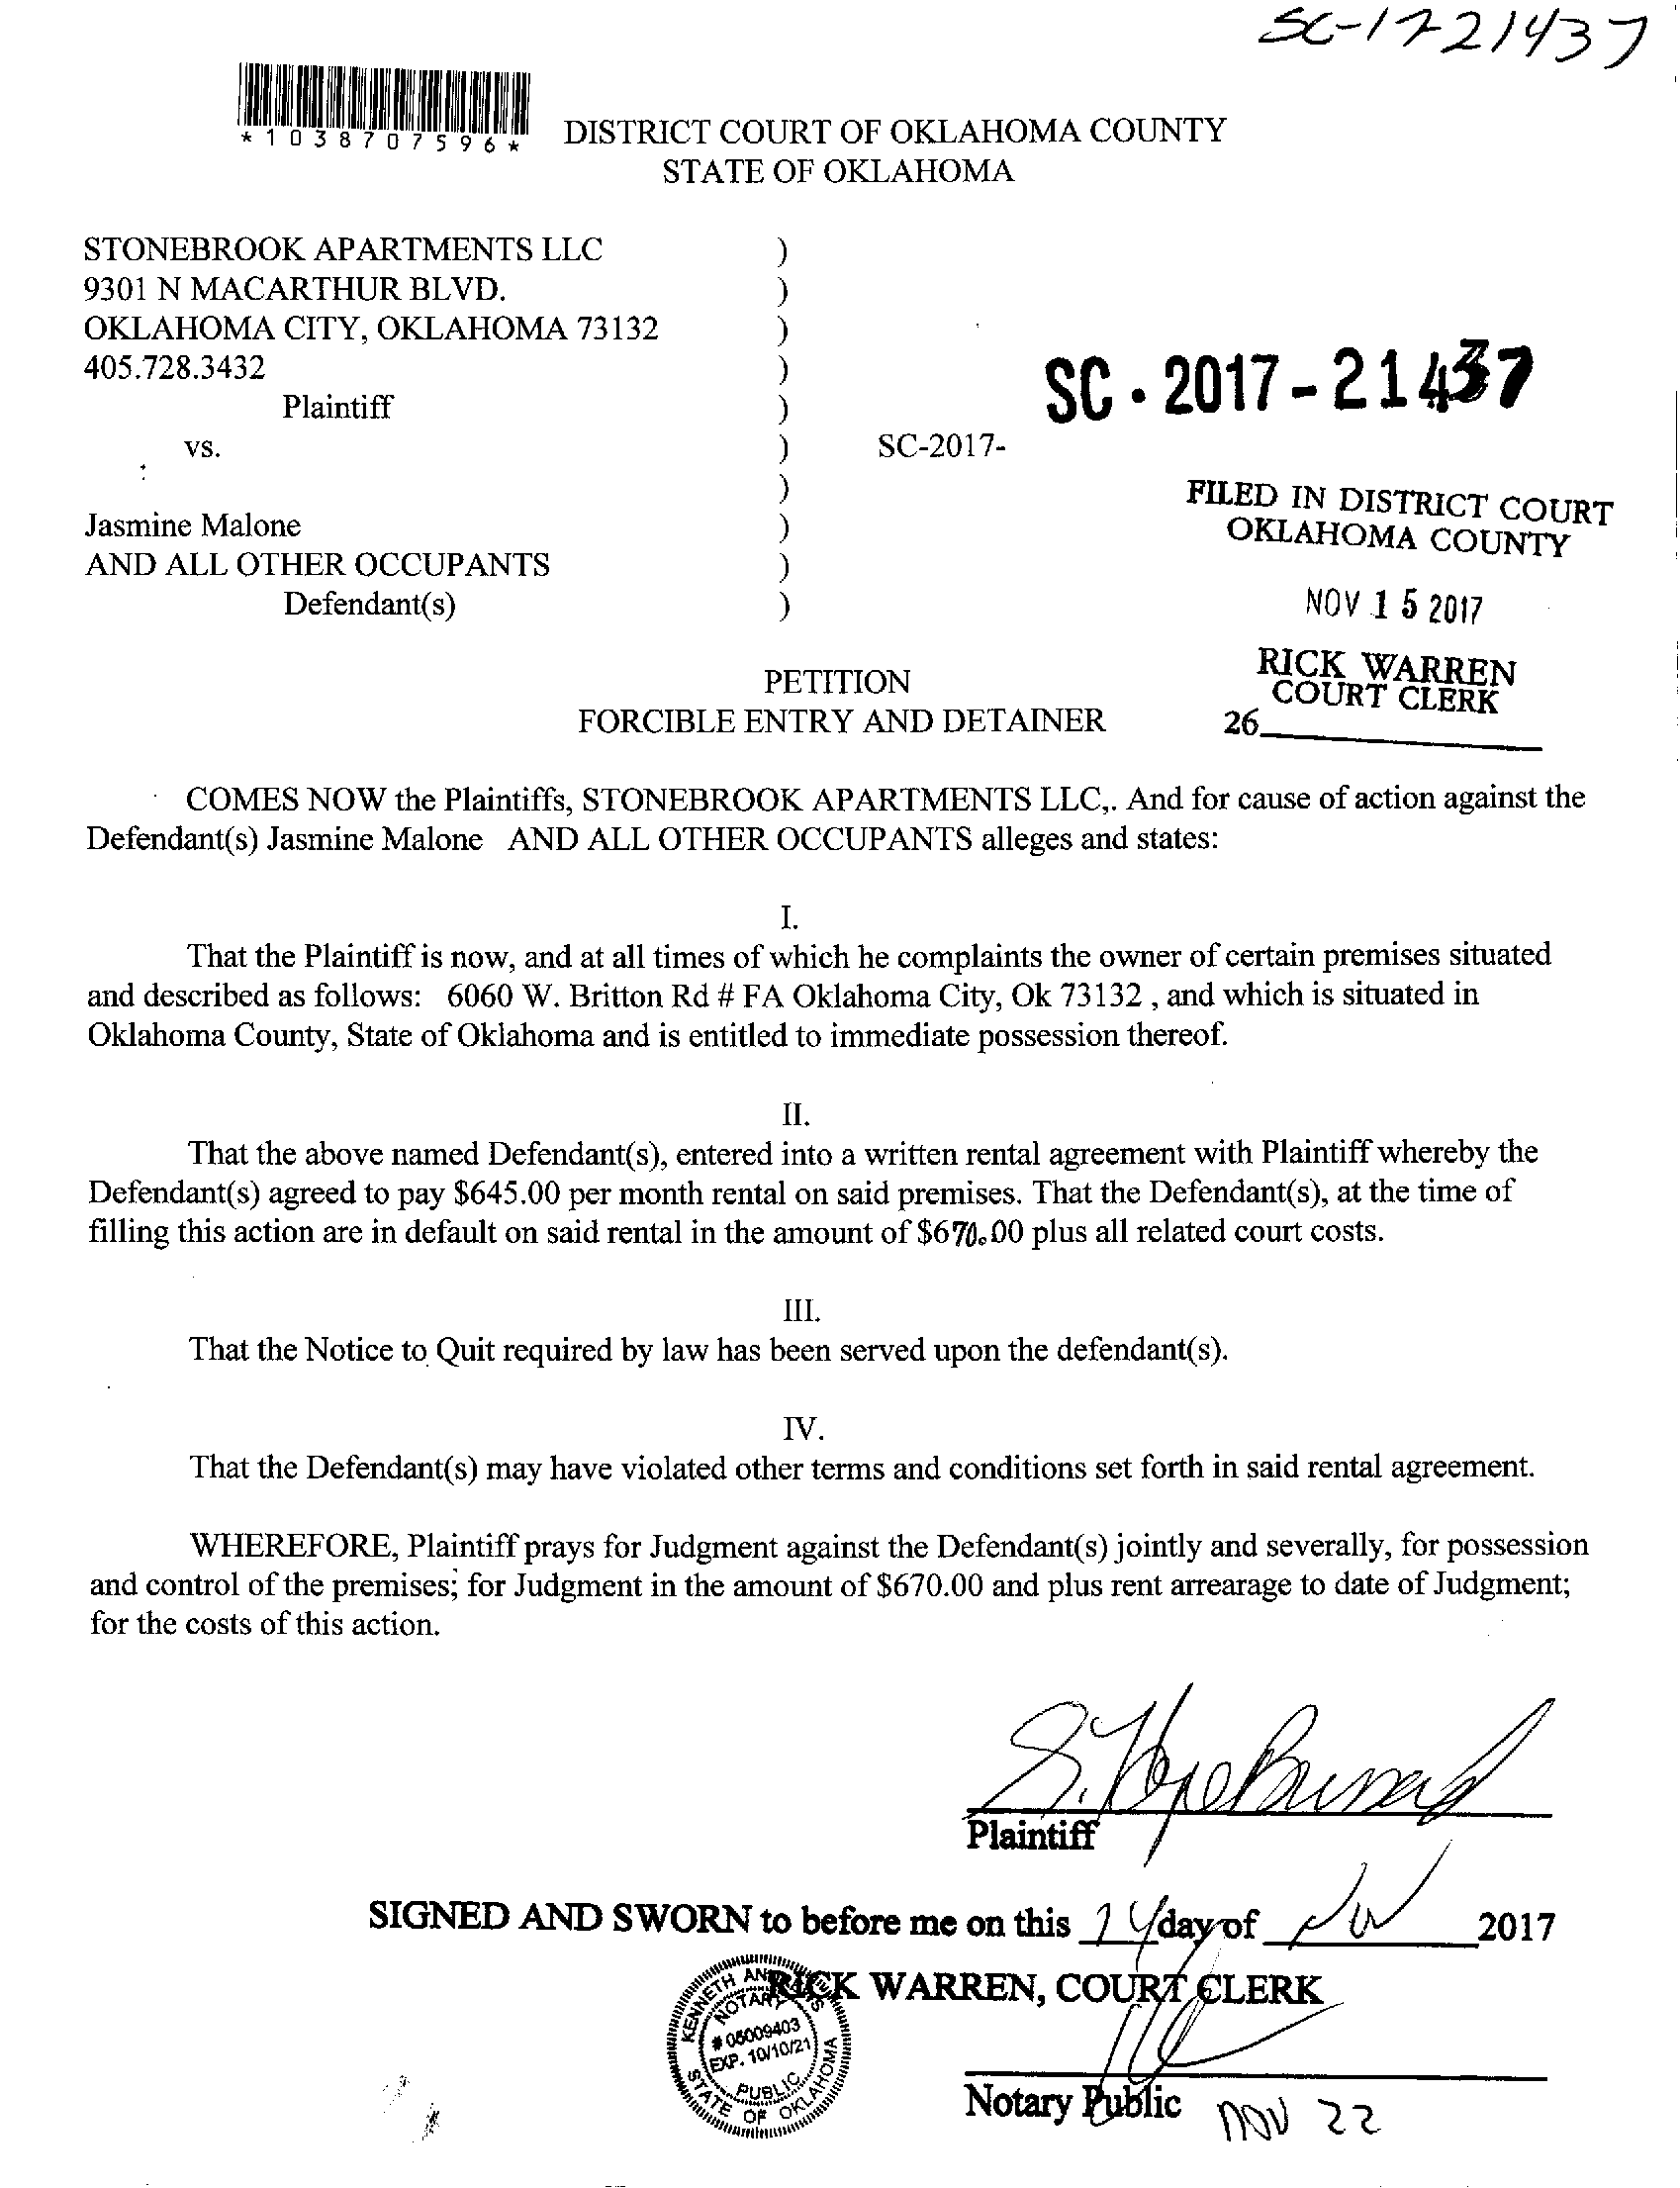 SC-1721437
*1038707596*
DISTRICT COURT OF OKLAHOMA COUNTY
STATE OF OKLAHOMA
STONEBROOK APARTMENTS LLC )
9301 N MACARTHUR BLVD. )
OKLAHOMA CITY, OKLAHOMA 73132 )
405.728.3432 )
Plaintiff )
vs. ) SC-2017-
SC • 2017-21437
)
Jasmine Malone )
AND ALL OTHER OCCUPANTS )
Defendant(s) )
FILED IN DISTRICT COURT
OKLAHOMA COUNTY
NOV 15 2017
RICK WARREN
COURT CLERK
26
PETITION
FORCIBLE ENTRY AND DETAINER
COMES NOW the Plaintiffs, STONEBROOK APARTMENTS LLC,. And for cause of action against the
Defendant(s) Jasmine Malone AND ALL OTHER OCCUPANTS alleges and states:
I.
That the Plaintiff is now, and at all times of which he complaints the owner of certain premises situated
and described as follows: 6060 W. Britton Rd # FA Oklahoma City, Ok 73132 , and which is situated in
Oklahoma County, State of Oklahoma and is entitled to immediate possession thereof.
II.
That the above named Defendant(s), entered into a written rental agreement with Plaintiff whereby the
Defendant(s) agreed to pay $645.00 per month rental on said premises. That the Defendant(s), at the time of
filling this action are in default on said rental in the amount of $670.00 plus all related court costs.
III.
That the Notice to Quit required by law has been served upon the defendant(s).
IV.
That the Defendant(s) may have violated other terms and conditions set forth in said rental agreement.
WHEREFORE, Plaintiff prays for Judgment against the Defendant(s) jointly and severally, for possession
and control of the premises; for Judgment in the amount of $670.00 and plus rent arrearage to date of Judgment;
for the costs of this action.
Plaintiff
SIGNED AND SWORN to before me on this 14 day of Nov 2017
RICK WARREN, COURT CLERK
KENNETH
NOTARY
# 05009403
EXP. 10/10/21
PUBLIC
STATE OF OKLAHOMA
Notary Public
NOV 22